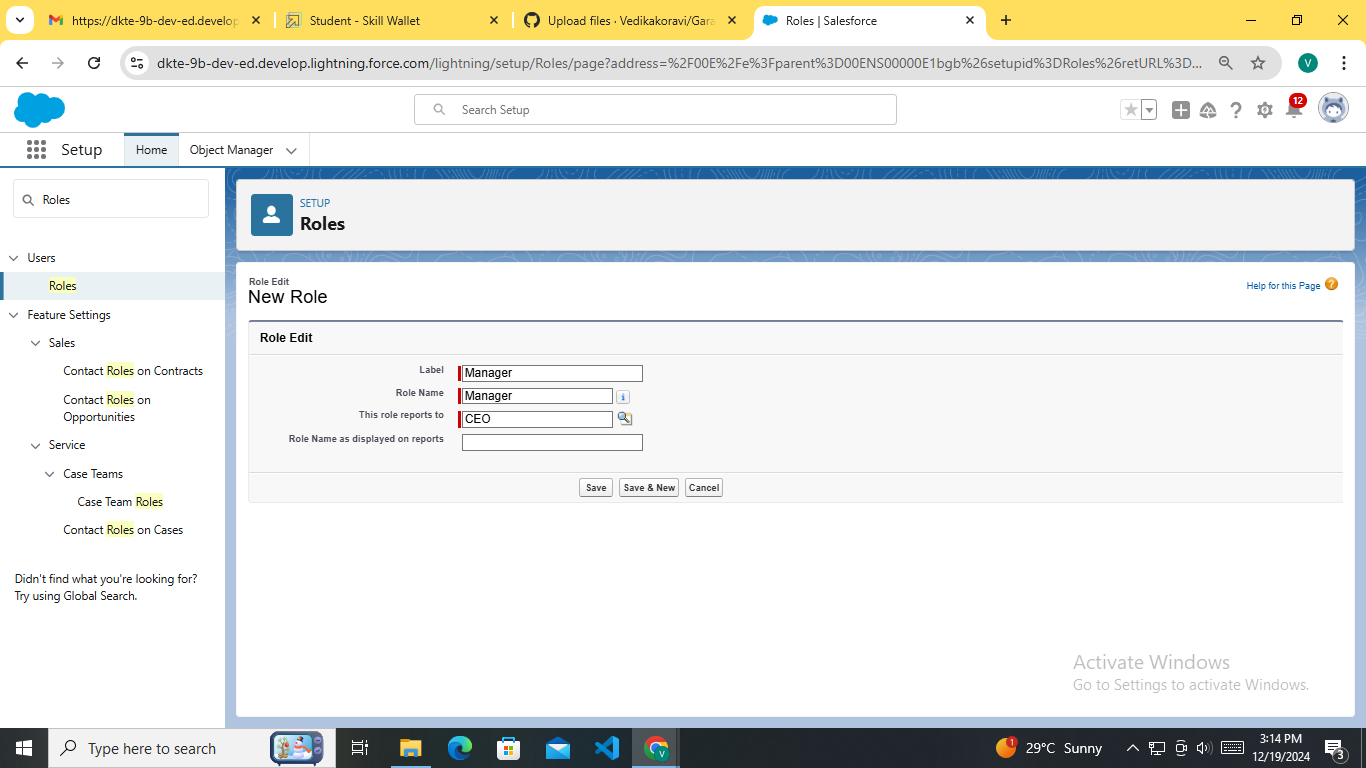 https://dkte-9b-dev-ed.develop
Student - Skill Wallet
Upload files · Vedikakoravi/Gara
Roles | Salesforce
dkte-9b-dev-ed.develop.lightning.force.com/lightning/setup/Roles/page?address=%2F00E%2Fe%3Fparent%3D00ENS00000E1bgb%26setupid%3DRoles%26retURL%3D...
V
Search Setup
12
Setup
Home
Object Manager
Roles
Users
Roles
Feature Settings
Sales
Contact Roles on Contracts
Contact Roles on
Opportunities
Service
Case Teams
Case Team Roles
Contact Roles on Cases
Didn't find what you're looking for?
Try using Global Search.
SETUP
Roles
Role Edit
New Role
Help for this Page
Role Edit
Label
Manager
Role Name
Manager
This role reports to
CEO
Role Name as displayed on reports
Save
Save & New
Cancel
Activate Windows
Go to Settings to activate Windows.
Type here to search
V
1
29°C Sunny
3:14 PM
12/19/2024
3